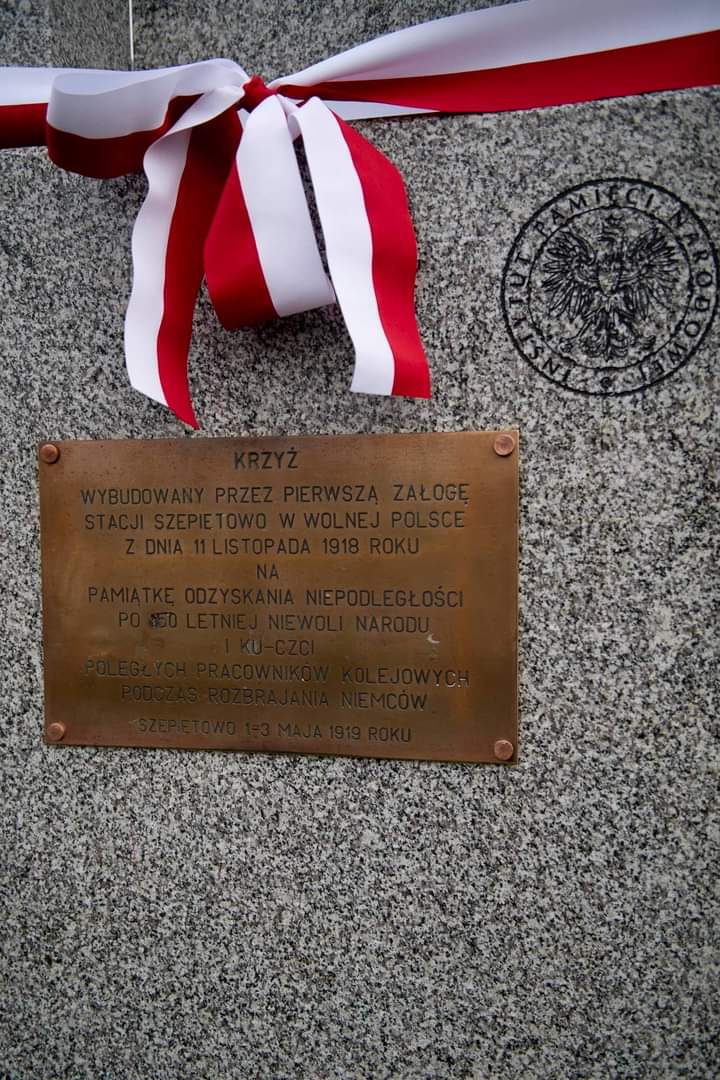 INSTYTUT PAMIĘCI NARODOWEJ
KRZYŻ
WYBUDOWANY PRZEZ PIERWSZĄ ZAŁOGĘ
STACJI SZEPIETOWO W WOLNEJ POLSCE
Z DNIA 11 LISTOPADA 1918 ROKU
NA
PAMIĄTKĘ ODZYSKANIA NIEPODLEGŁOŚCI
PO 150 LETNIEJ NIEWOLI NARODU
I KU-CZCI
POLEGŁYCH PRACOWNIKÓW KOLEJOWYCH
PODCZAS ROZBRAJANIA NIEMCÓW
SZEPIETOWO 1-3 MAJA 1919 ROKU